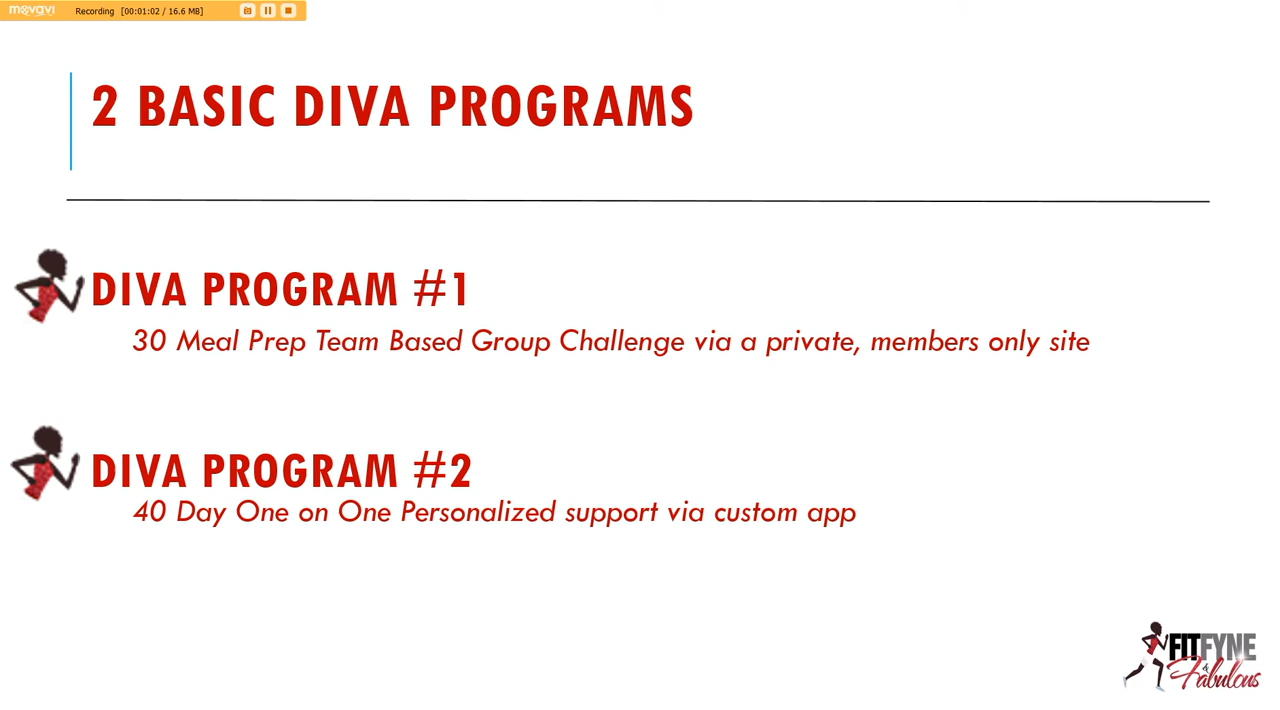 movavi Recording [00:01:02 / 16.6 MB]
2 BASIC DIVA PROGRAMS
DIVA PROGRAM #1
30 Meal Prep Team Based Group Challenge via a private, members only site
DIVA PROGRAM #2
40 Day One on One Personalized support via custom app
FITFYNE
& Fabulous